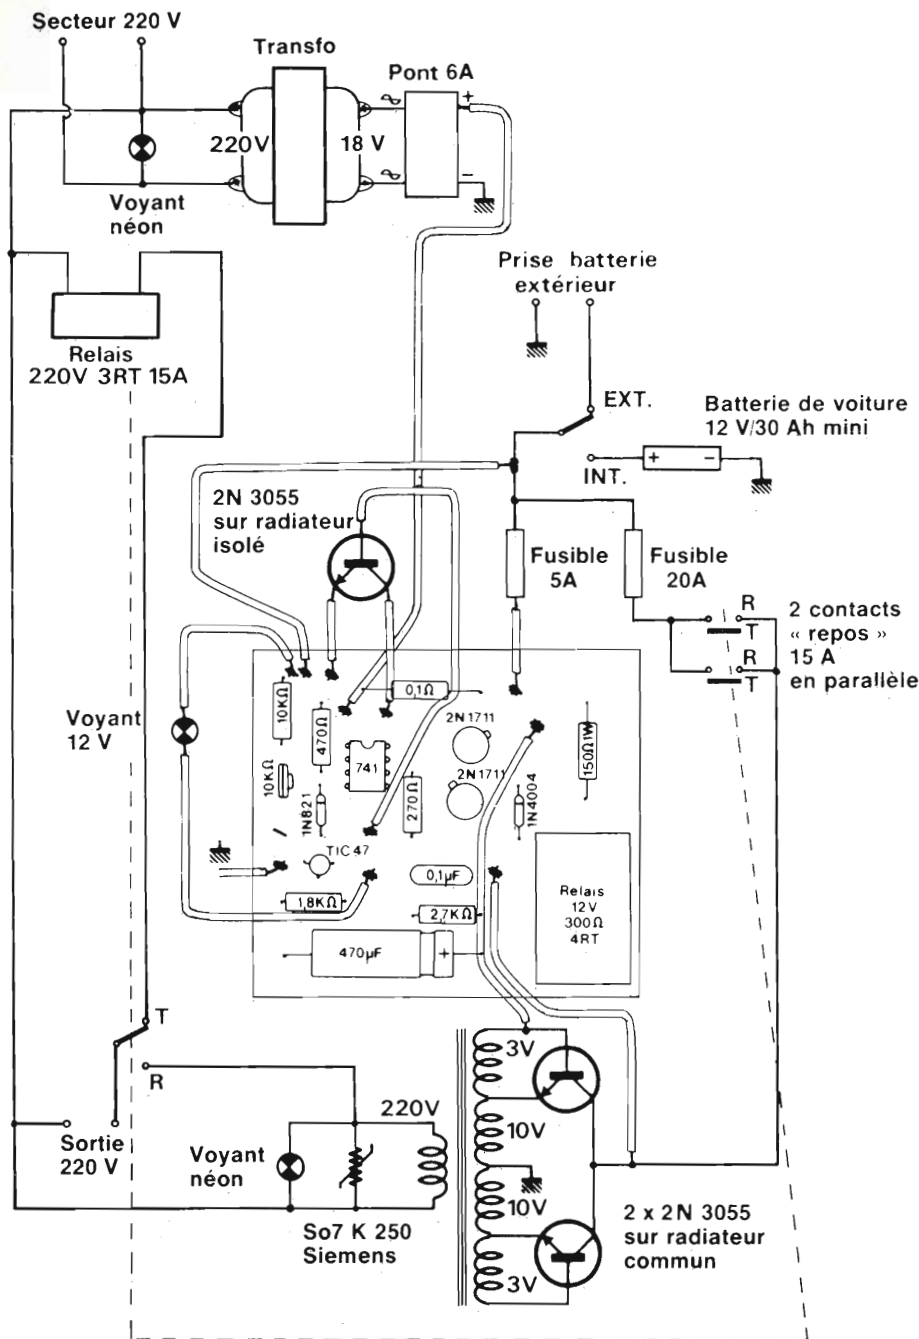 Secteur 220 V
Transfo
Pont 6A
+
220V
18 V
−
Voyant
néon
Prise batterie
extérieur
Relais
220V 3RT 15A
EXT.
Batterie de voiture
12 V/30 Ah mini
+ −
INT.
2N 3055
sur radiateur
isolé
Fusible
5A
Fusible
20A
R
T
R
T
2 contacts
« repos »
15 A
en parallèle
Voyant
12 V
10KΩ
470Ω
0,1Ω
2N1711
150Ω1W
741
10KΩ
2N1711
270Ω
1N4004
1N821
TIC47
0,1µF
1,8KΩ
2,7KΩ
Relais
12V
300Ω
4RT
470µF
+
T
R
3V
220V
10V
Sortie
220 V
Voyant
néon
10V
So7 K 250
Siemens
2 x 2N 3055
sur radiateur
commun
3V